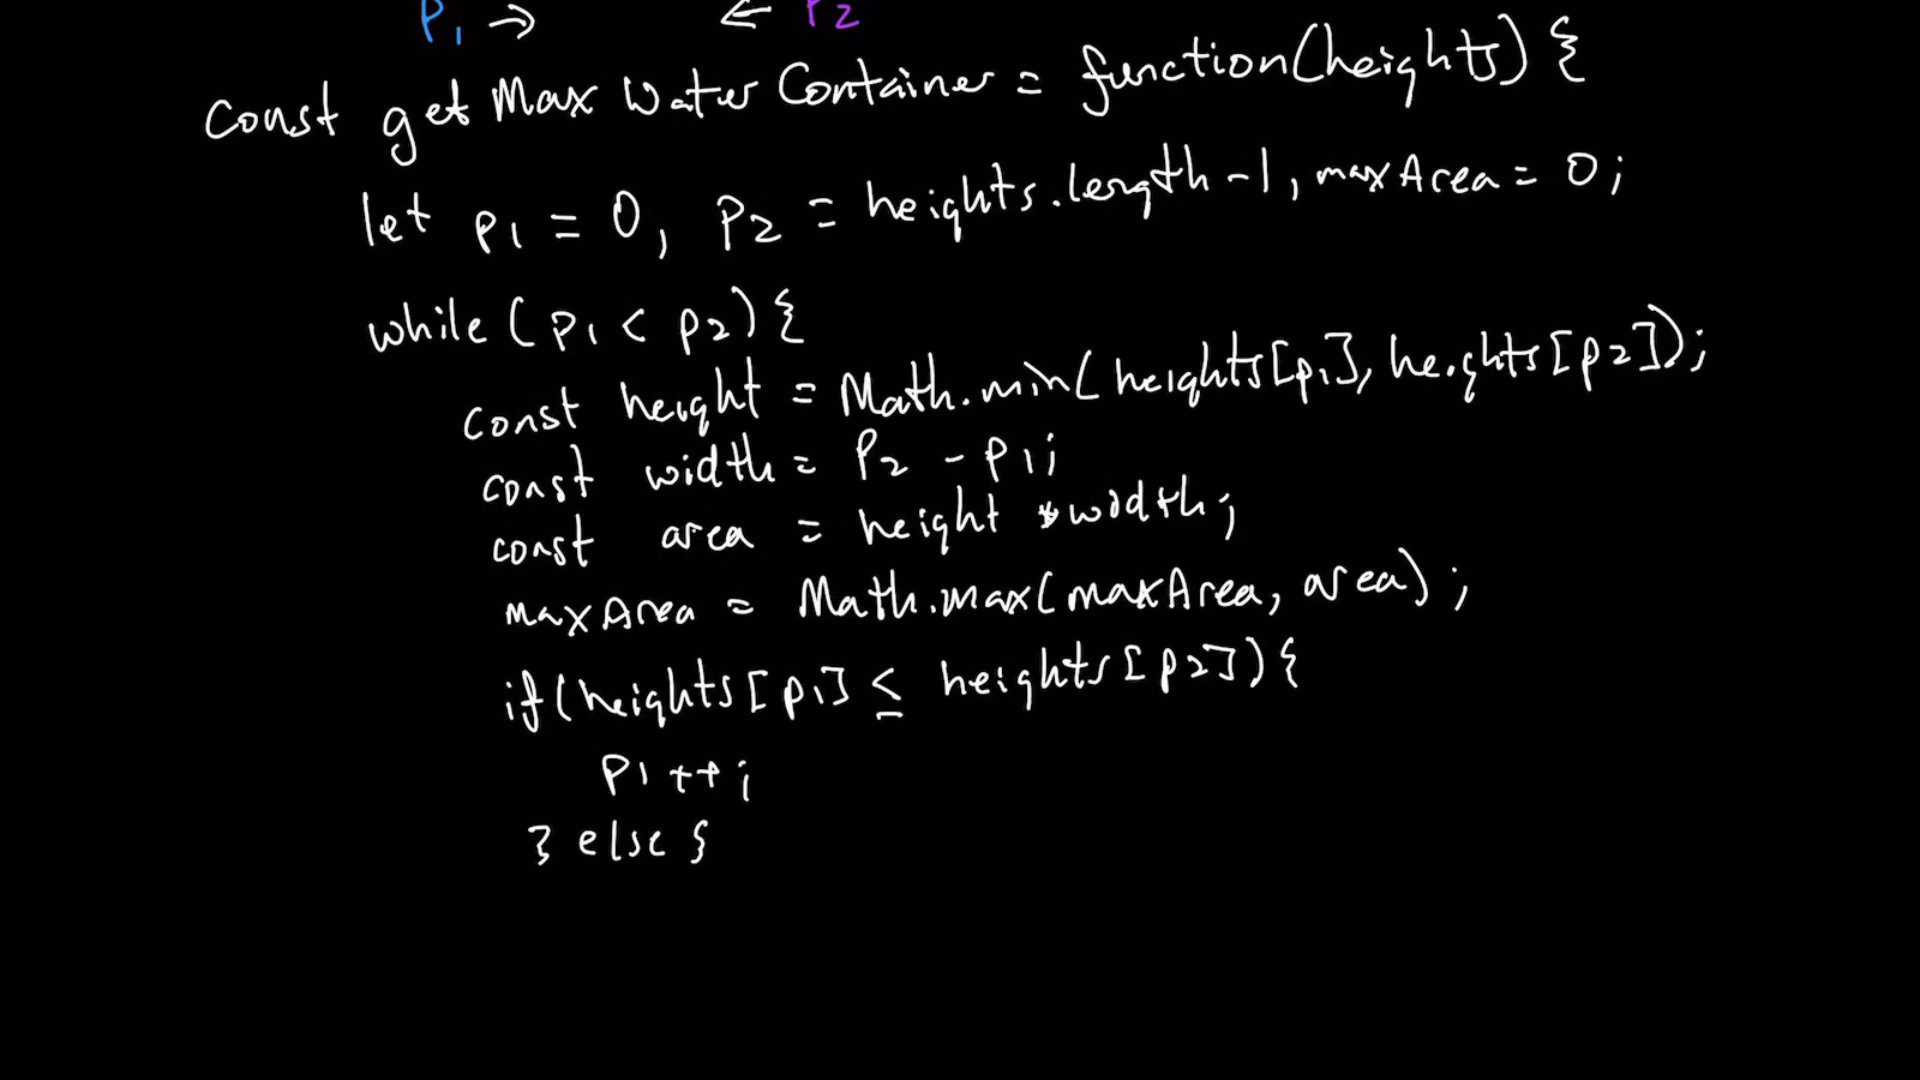 P1 → ← P2
const getMaxWaterContainer = function(heights) {
let p1 = 0, p2 = heights.length - 1, maxArea = 0;
while (p1 < p2) {
const height = Math.min(heights[p1], heights[p2]);
const width = p2 - p1;
const area = height * width;
maxArea = Math.max(maxArea, area);
if(heights[p1] ≤ heights[p2]) {
p1++;
} else {